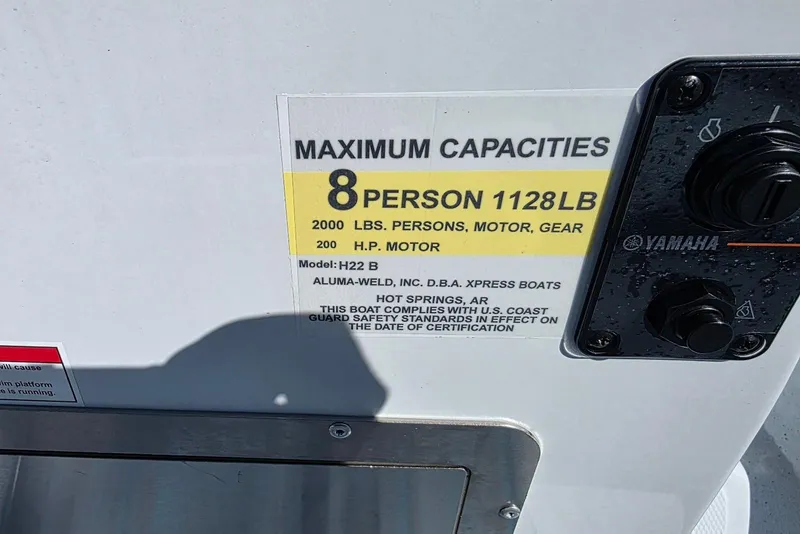 MAXIMUM CAPACITIES
8 PERSON 1128 LB
2000 LBS. PERSONS, MOTOR, GEAR
200 H.P. MOTOR
Model: H22 B
ALUMA-WELD, INC. D.B.A. XPRESS BOATS
HOT SPRINGS, AR
THIS BOAT COMPLIES WITH U.S. COAST
GUARD SAFETY STANDARDS IN EFFECT ON
THE DATE OF CERTIFICATION
YAMAHA
will cause
platform
is running.